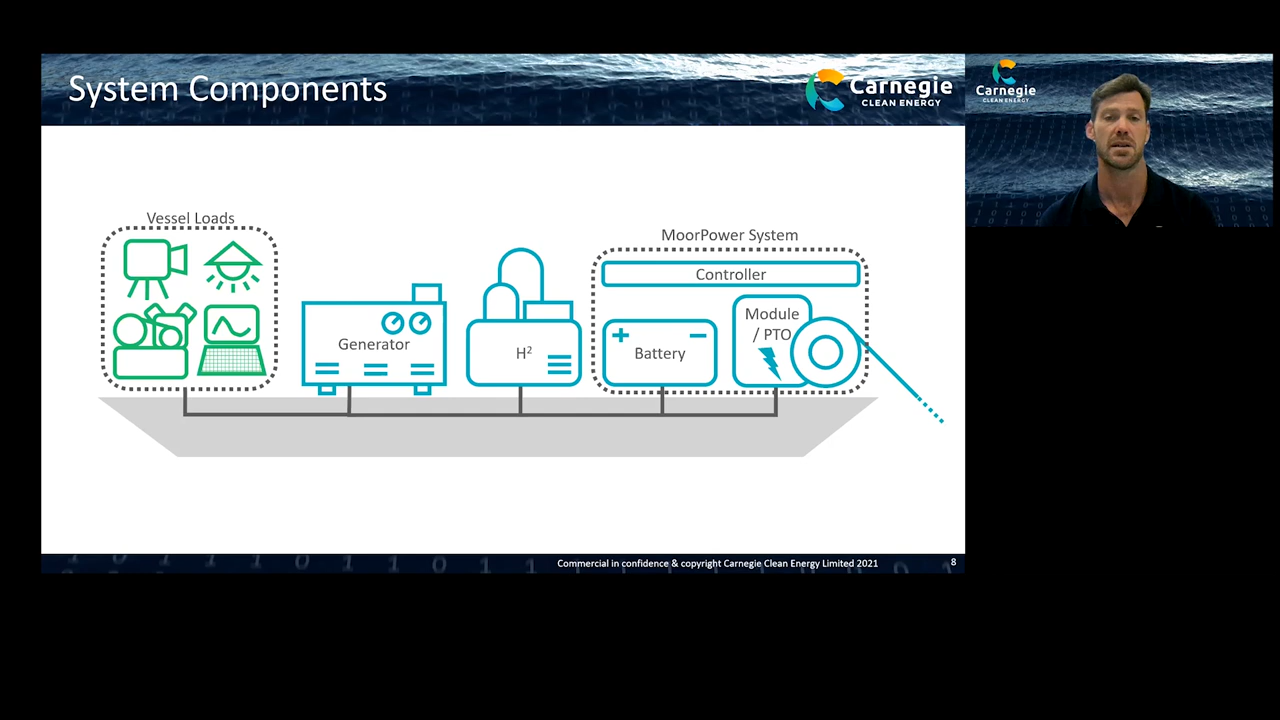 System Components
Carnegie
CLEAN ENERGY
Carnegie
CLEAN ENERGY
Vessel Loads
MoorPower System
Controller
Generator
H²
+ −
Battery
Module
/ PTO
Commercial in confidence & copyright Carnegie Clean Energy Limited 2021
8